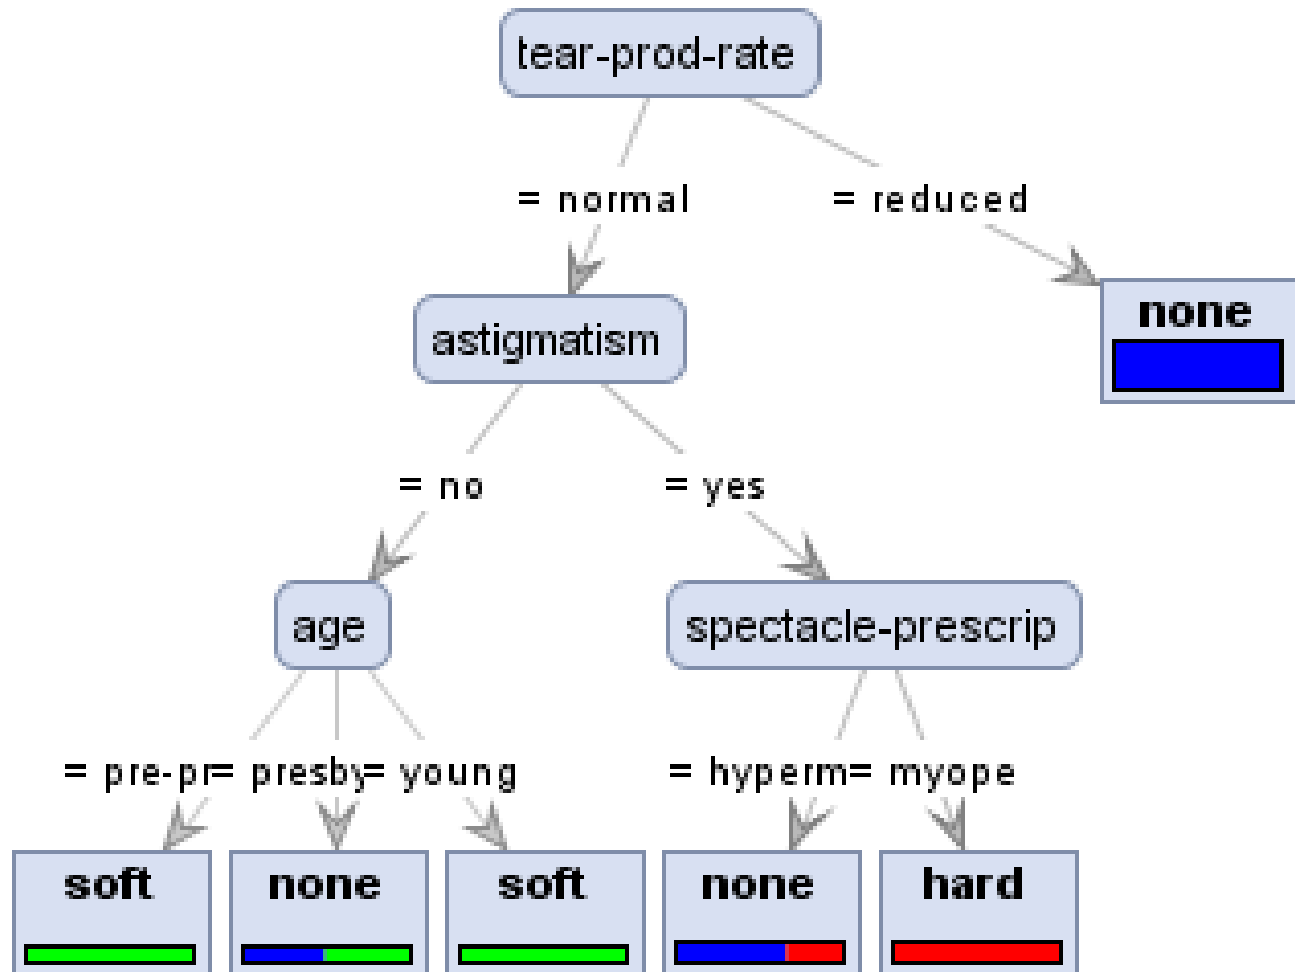 tear-prod-rate
= normal
= reduced
none
astigmatism
= no
= yes
age
spectacle-prescrip
= pre-pr= presby= young
= hyperm= myope
soft
none
soft
none
hard